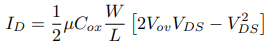 I_D = \frac{1}{2} \mu C_{ox} \frac{W}{L} \left[ 2V_{ov}V_{DS} - V_{DS}^2 \right]